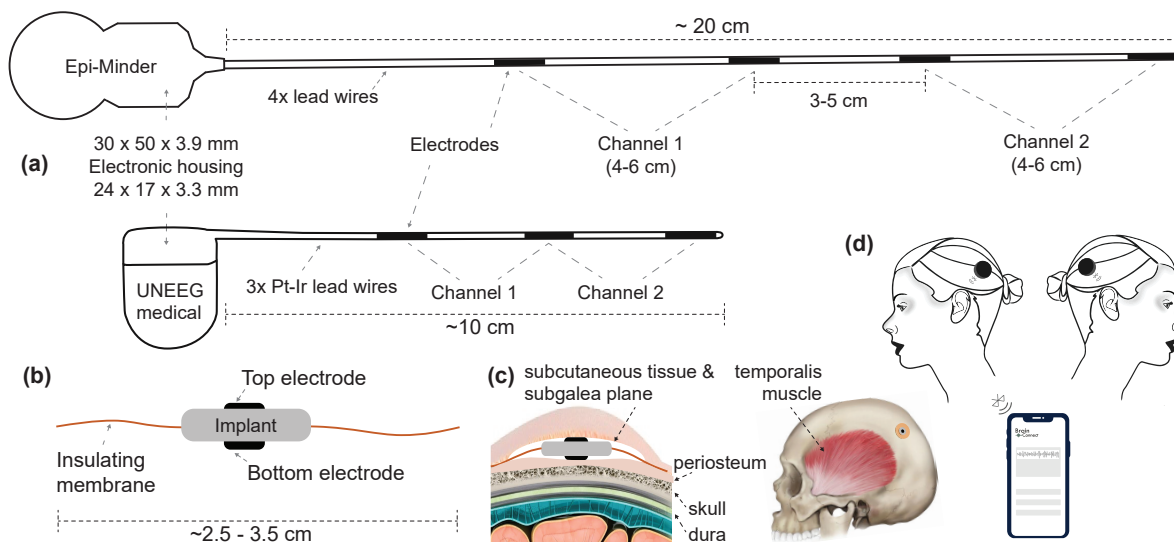 ~ 20 cm
Epi-Minder
4x lead wires
3-5 cm
30 x 50 x 3.9 mm
Electronic housing
24 x 17 x 3.3 mm
Electrodes
Channel 1
(4-6 cm)
Channel 2
(4-6 cm)
(a)
UNEEG
medical
3x Pt-Ir lead wires
Channel 1
Channel 2
~10 cm
(b)
Top electrode
Implant
Insulating
membrane
Bottom electrode
~2.5 - 3.5 cm
(c)
subcutaneous tissue &
subgalea plane
temporalis
muscle
periosteum
skull
dura
(d)
Brain
Connect